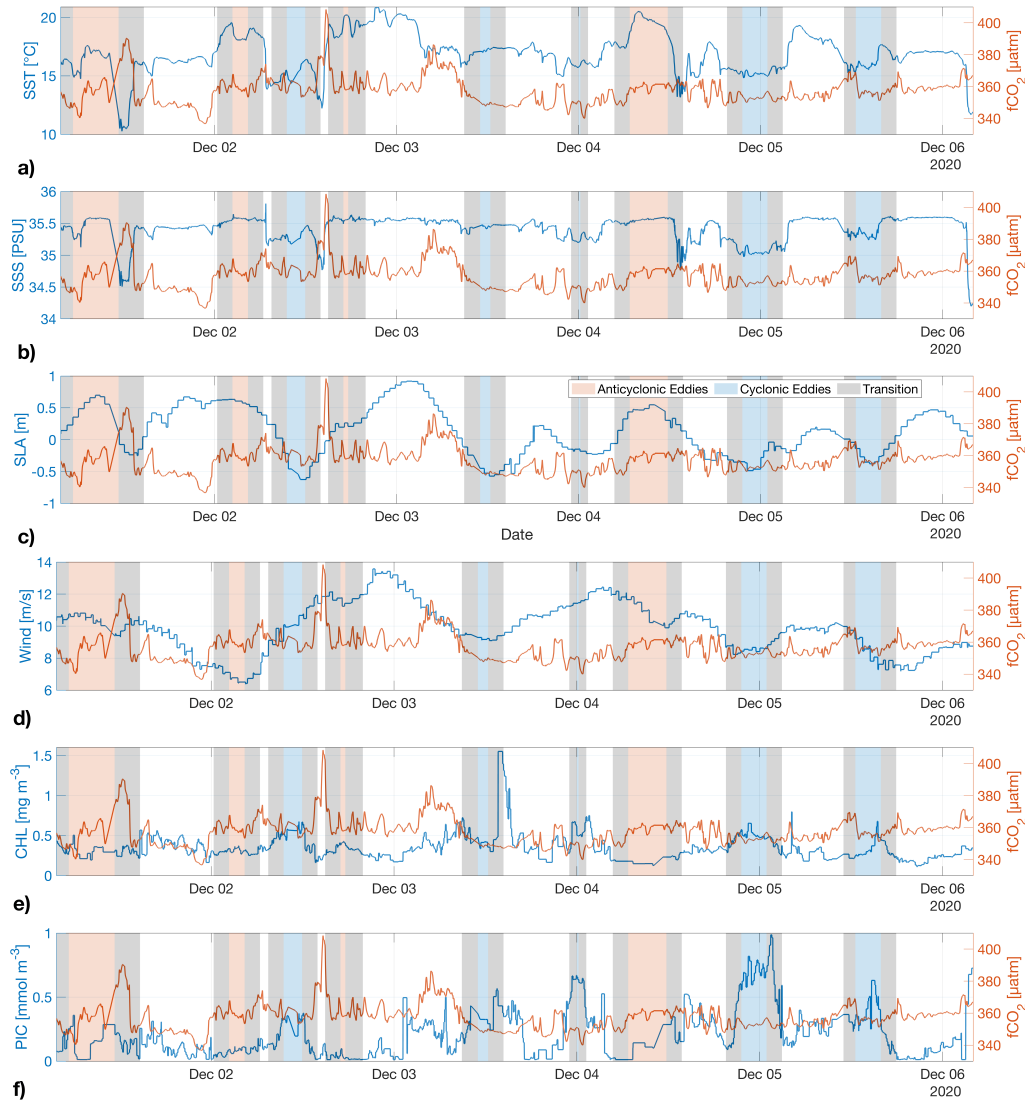 20
15
10
SST [°C]
400
380
360
340
fCO2 [µatm]
Dec 02 Dec 03 Dec 04 Dec 05 Dec 06
2020
a)
36
35.5
35
34.5
34
SSS [PSU]
400
380
360
340
fCO2 [µatm]
Dec 02 Dec 03 Dec 04 Dec 05 Dec 06
2020
b)
1
0.5
0
-0.5
-1
SLA [m]
Anticyclonic Eddies Cyclonic Eddies Transition
400
380
360
340
fCO2 [µatm]
Dec 02 Dec 03 Dec 04 Dec 05 Dec 06
2020
Date
c)
14
12
10
8
6
Wind [m/s]
400
380
360
340
fCO2 [µatm]
Dec 02 Dec 03 Dec 04 Dec 05 Dec 06
2020
d)
1.5
1
0.5
0
CHL [mg m-3]
400
380
360
340
fCO2 [µatm]
Dec 02 Dec 03 Dec 04 Dec 05 Dec 06
2020
e)
1
0.5
0
PIC [mmol m-3]
400
380
360
340
fCO2 [µatm]
Dec 02 Dec 03 Dec 04 Dec 05 Dec 06
2020
f)